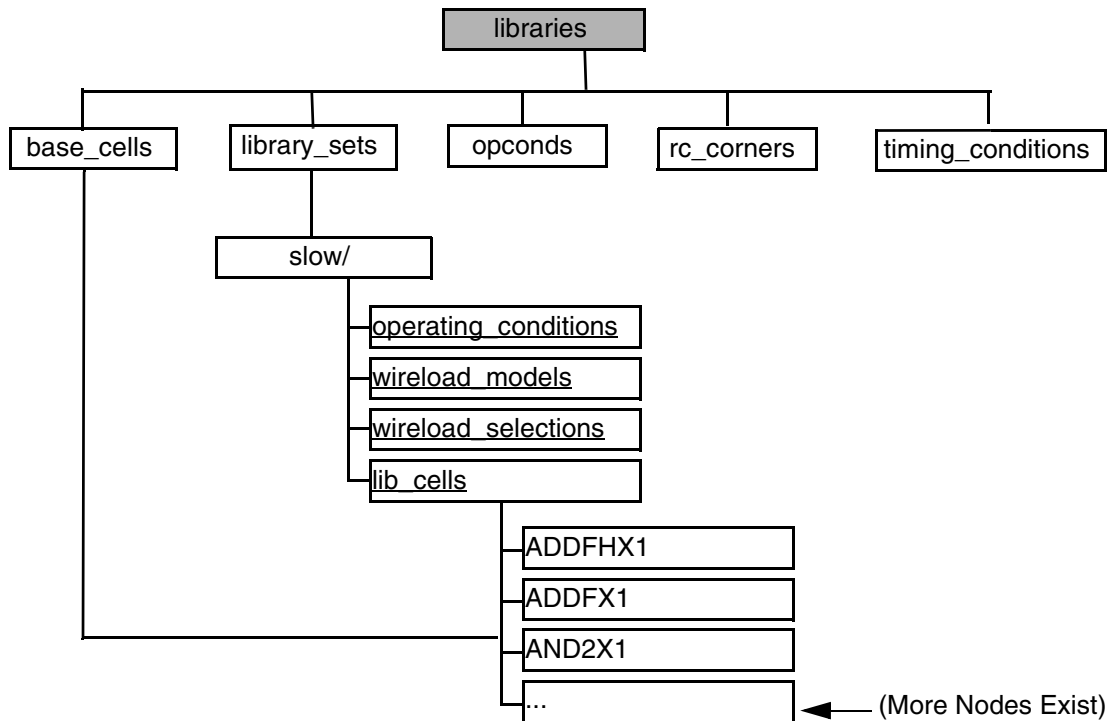 libraries
base_cells
library_sets
opconds
rc_corners
timing_conditions
slow/
operating_conditions
wireload_models
wireload_selections
lib_cells
ADDFHX1
ADDFX1
AND2X1
...
(More Nodes Exist)